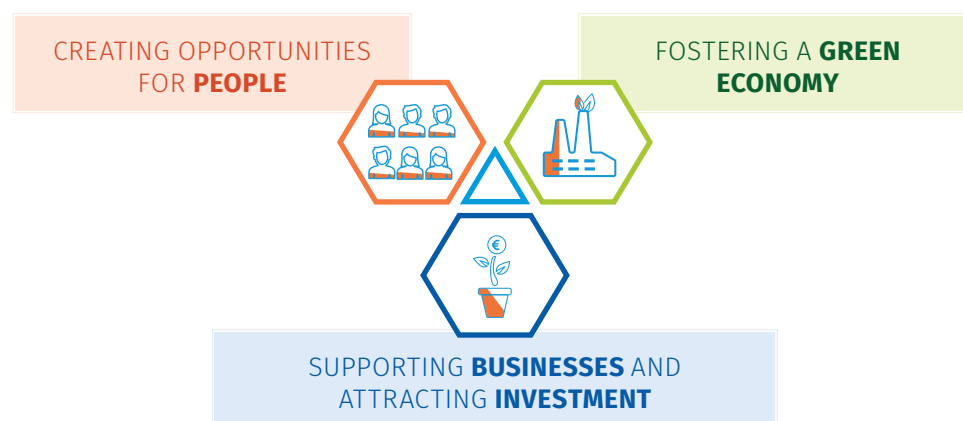 CREATING OPPORTUNITIES
FOR PEOPLE
FOSTERING A GREEN
ECONOMY
€
SUPPORTING BUSINESSES AND
ATTRACTING INVESTMENT